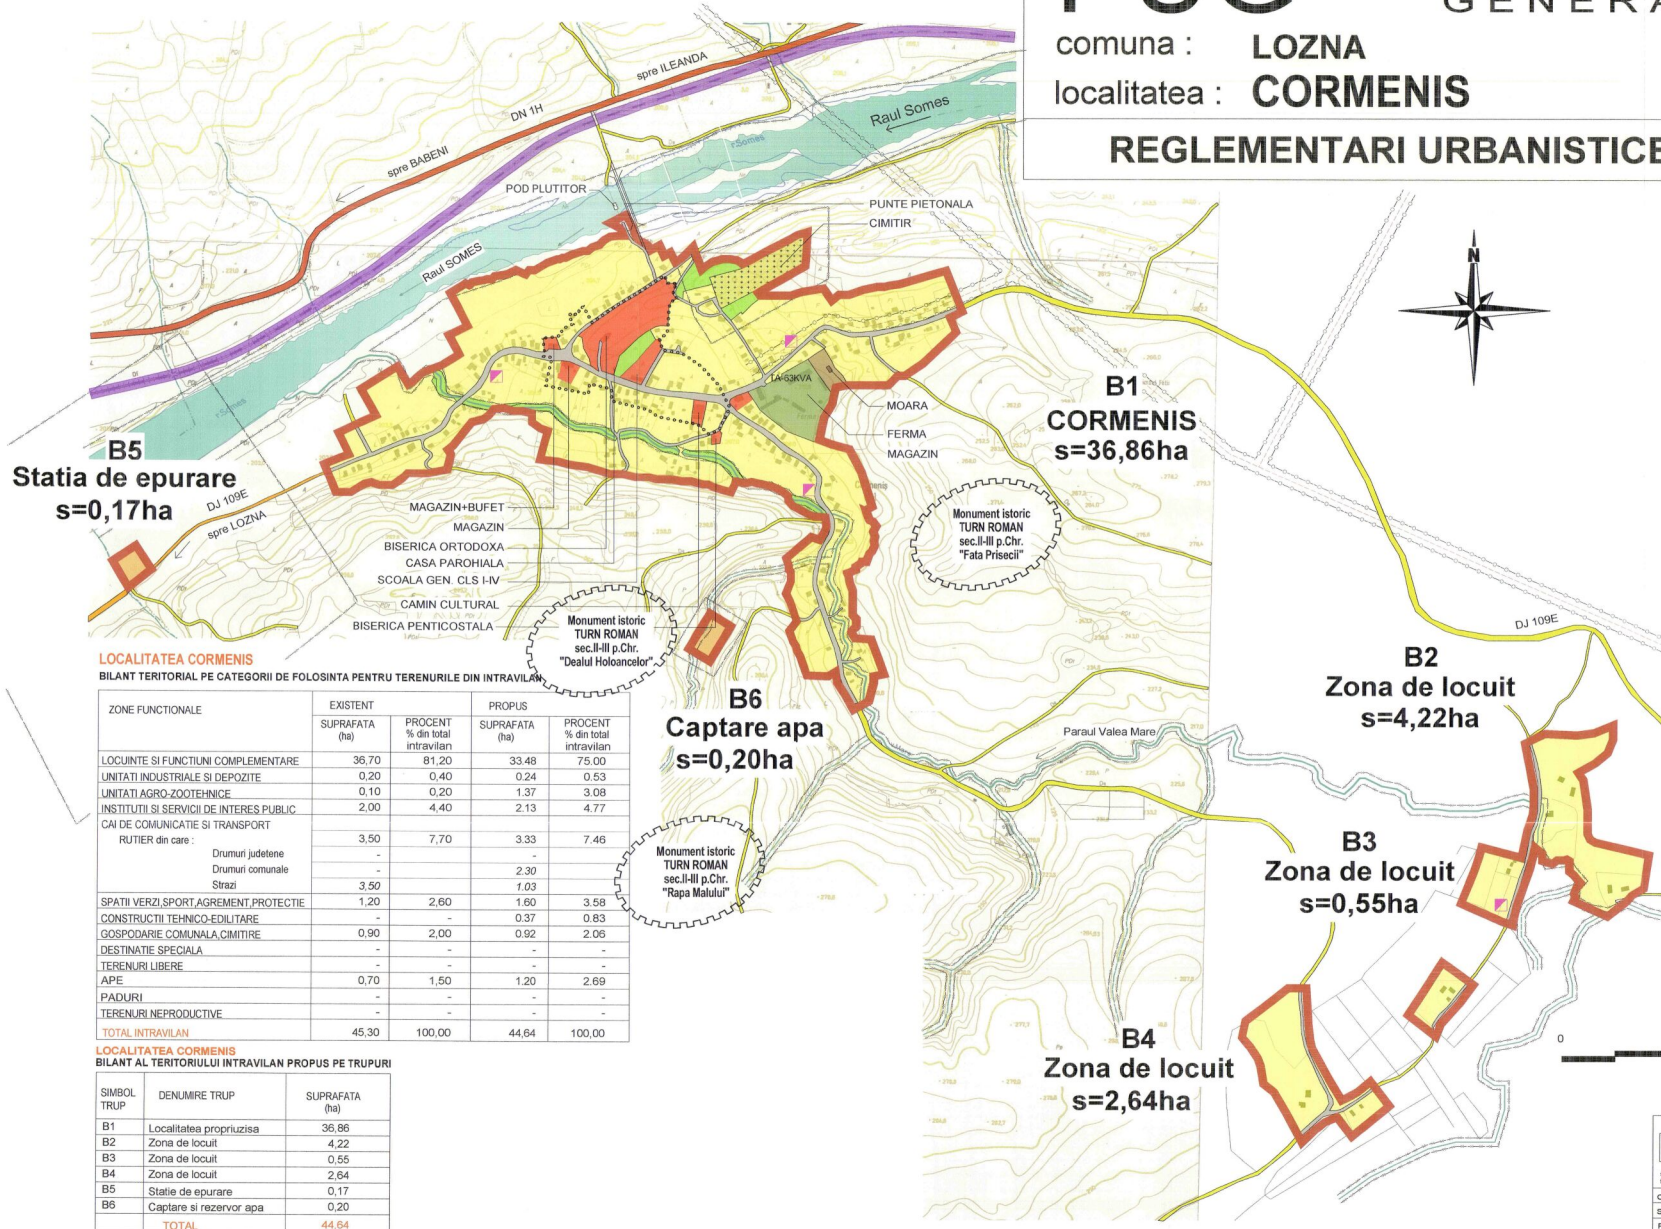 GENERA
comuna : LOZNA
localitatea : CORMENIS
REGLEMENTARI URBANISTICE
spre ILEANDA
DN 1H
spre BABENI
Raul Somes
r.Somes
POD PLUTITOR
PUNTE PIETONALA
CIMITIR
Raul SOMES
r.Somes
N
TA-63KVA
MOARA
FERMA
MAGAZIN
B1
CORMENIS
s=36,86ha
B5
Statia de epurare
s=0,17ha
DJ 109E
spre LOZNA
MAGAZIN+BUFET
MAGAZIN
BISERICA ORTODOXA
CASA PAROHIALA
SCOALA GEN. CLS I-IV
CAMIN CULTURAL
BISERICA PENTICOSTALA
Monument istoric
TURN ROMAN
sec.II-III p.Chr.
"Fata Prisecii"
Monument istoric
TURN ROMAN
sec.II-III p.Chr.
"Dealul Holoancelor"
DJ 109E
B2
Zona de locuit
s=4,22ha
B6
Captare apa
s=0,20ha
Paraul Valea Mare
Monument istoric
TURN ROMAN
sec.II-III p.Chr.
"Rapa Malului"
B3
Zona de locuit
s=0,55ha
B4
Zona de locuit
s=2,64ha
0
LOCALITATEA CORMENIS
BILANT TERITORIAL PE CATEGORII DE FOLOSINTA PENTRU TERENURILE DIN INTRAVILAN
ZONE FUNCTIONALE EXISTENT PROPUS
SUPRAFATA (ha) PROCENT % din total intravilan SUPRAFATA (ha) PROCENT % din total intravilan
LOCUINTE SI FUNCTIUNI COMPLEMENTARE 36,70 81,20 33.48 75.00
UNITATI INDUSTRIALE SI DEPOZITE 0,20 0,40 0.24 0.53
UNITATI AGRO-ZOOTEHNICE 0,10 0,20 1.37 3.08
INSTITUTII SI SERVICII DE INTERES PUBLIC 2,00 4,40 2.13 4.77
CAI DE COMUNICATIE SI TRANSPORT
RUTIER din care : 3,50 7,70 3.33 7.46
Drumuri judetene - -
Drumuri comunale - 2.30
Strazi 3,50 1.03
SPATII VERZI,SPORT,AGREMENT,PROTECTIE 1,20 2,60 1.60 3.58
CONSTRUCTII TEHNICO-EDILITARE - - 0.37 0.83
GOSPODARIE COMUNALA,CIMITIRE 0,90 2,00 0.92 2.06
DESTINATIE SPECIALA - - - -
TERENURI LIBERE - - - -
APE 0,70 1,50 1.20 2.69
PADURI - - - -
TERENURI NEPRODUCTIVE - - - -
TOTAL INTRAVILAN 45,30 100,00 44,64 100,00
LOCALITATEA CORMENIS
BILANT AL TERITORIULUI INTRAVILAN PROPUS PE TRUPURI
SIMBOL TRUP DENUMIRE TRUP SUPRAFATA (ha)
B1 Localitatea propriuzisa 36,86
B2 Zona de locuit 4,22
B3 Zona de locuit 0,55
B4 Zona de locuit 2,64
B5 Statie de epurare 0,17
B6 Captare si rezervor apa 0,20
TOTAL 44.64